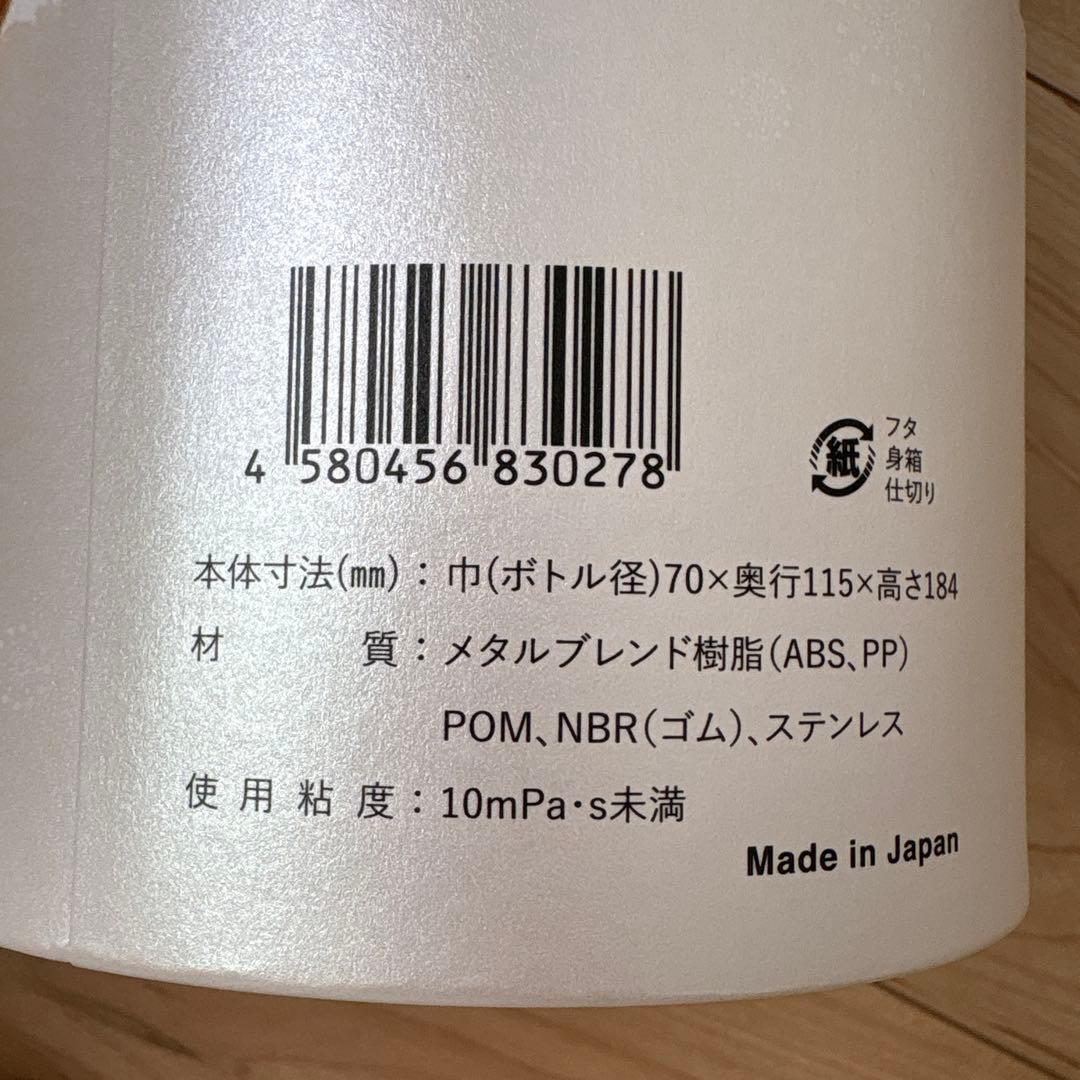 4 580456 830278
紙
フタ
身箱
仕切り
本体寸法(㎜)：巾(ボトル径)70×奥行115×高さ184
材質：メタルブレンド樹脂(ABS、PP)
POM、NBR(ゴム)、ステンレス
使用粘度：10mPa･s未満
Made in Japan